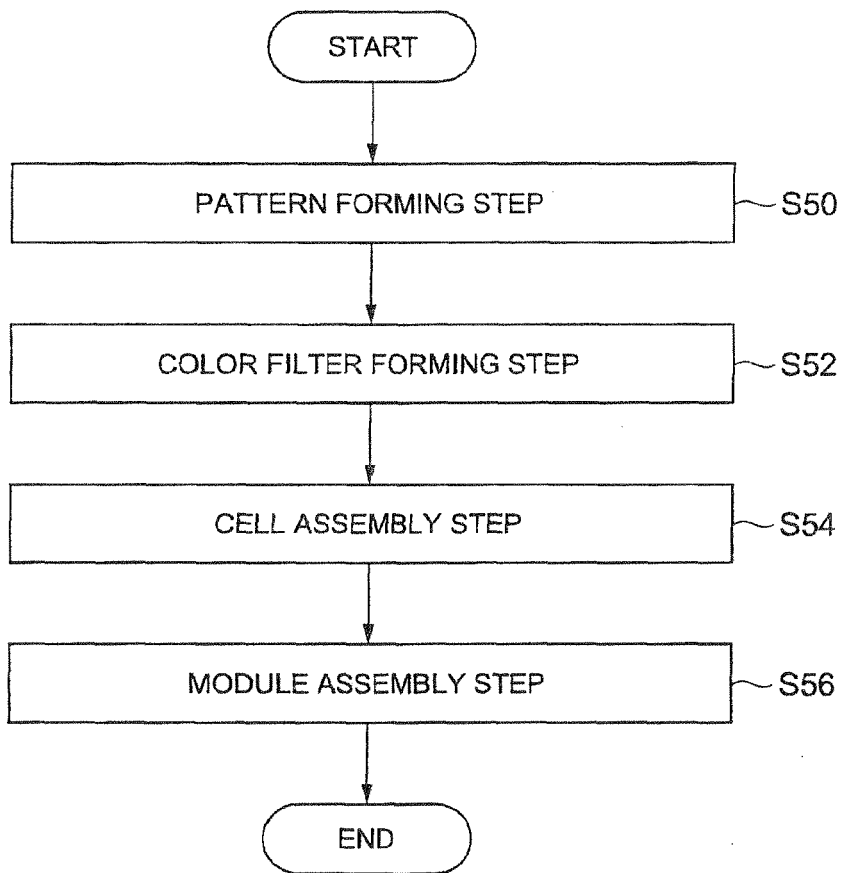 START
PATTERN FORMING STEP
S50
COLOR FILTER FORMING STEP
S52
CELL ASSEMBLY STEP
S54
MODULE ASSEMBLY STEP
S56
END